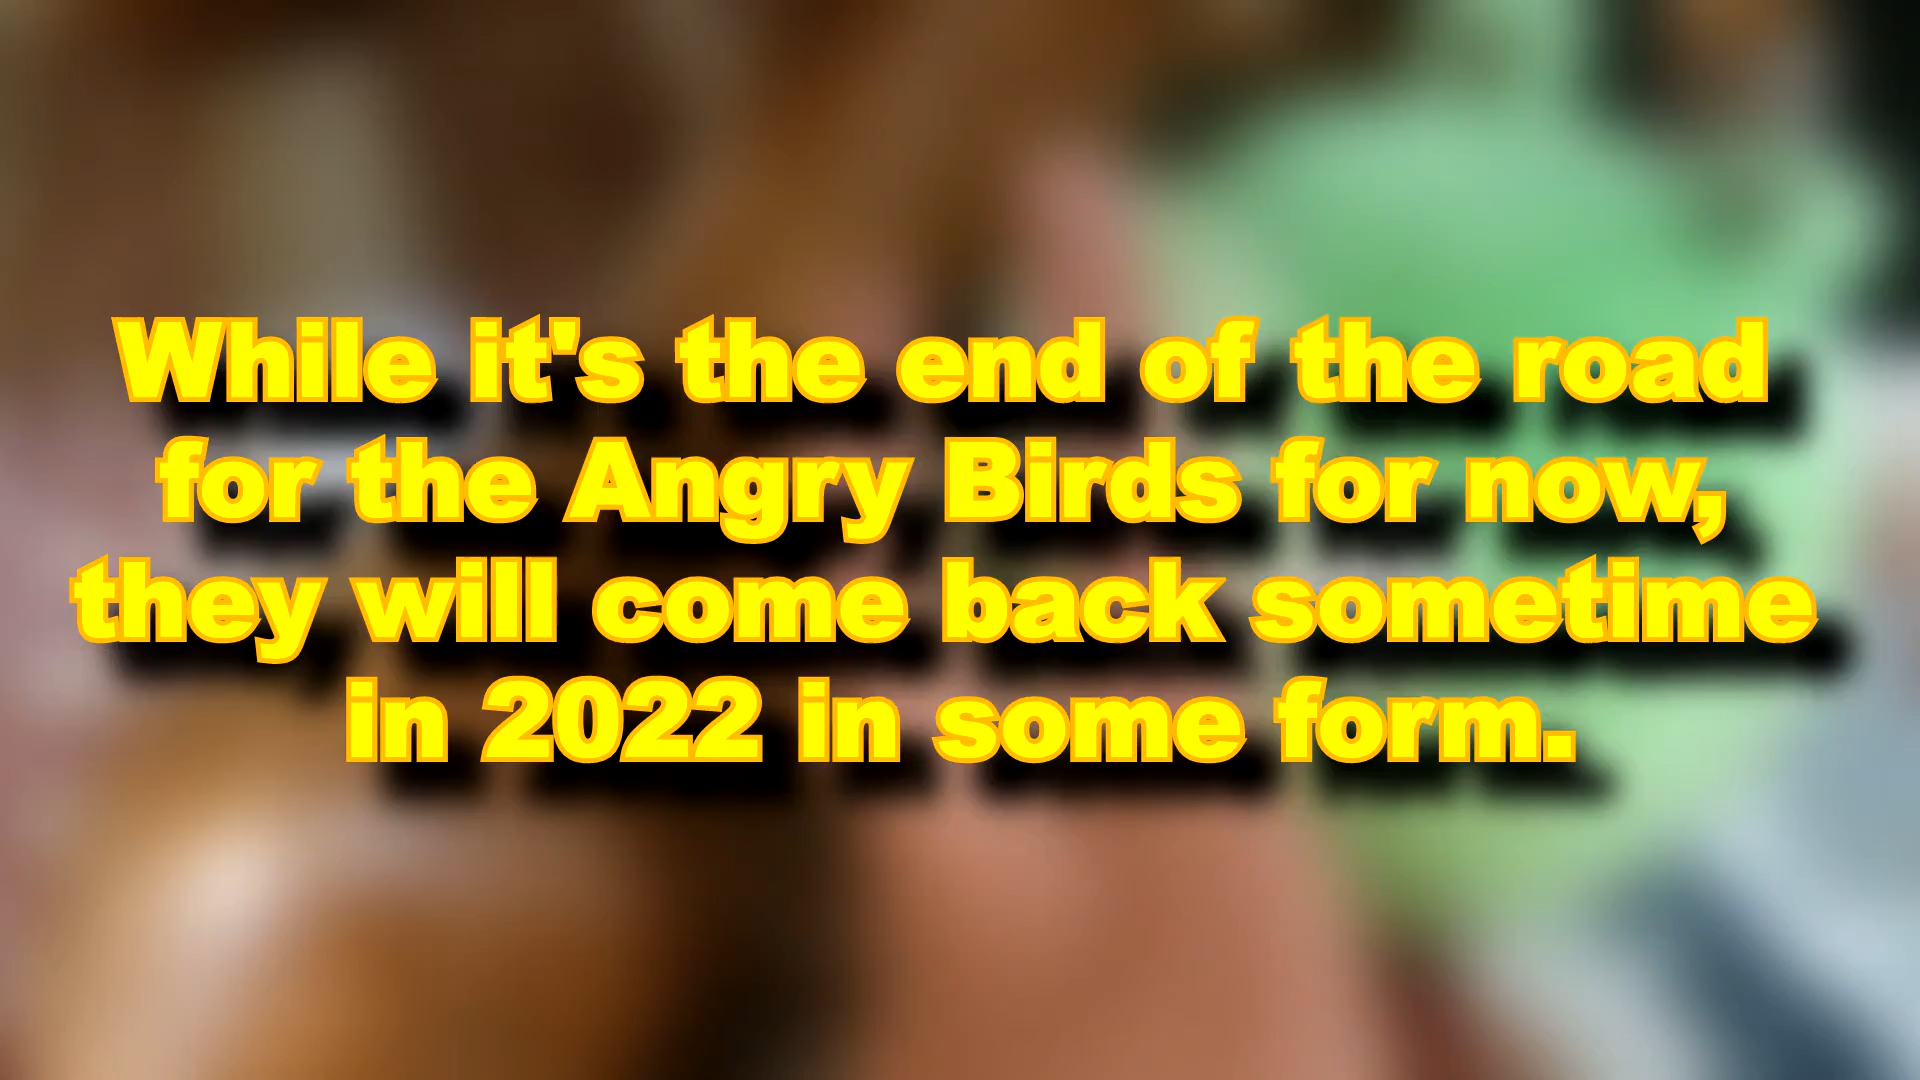 While it's the end of the road
for the Angry Birds for now,
they will come back sometime
in 2022 in some form.